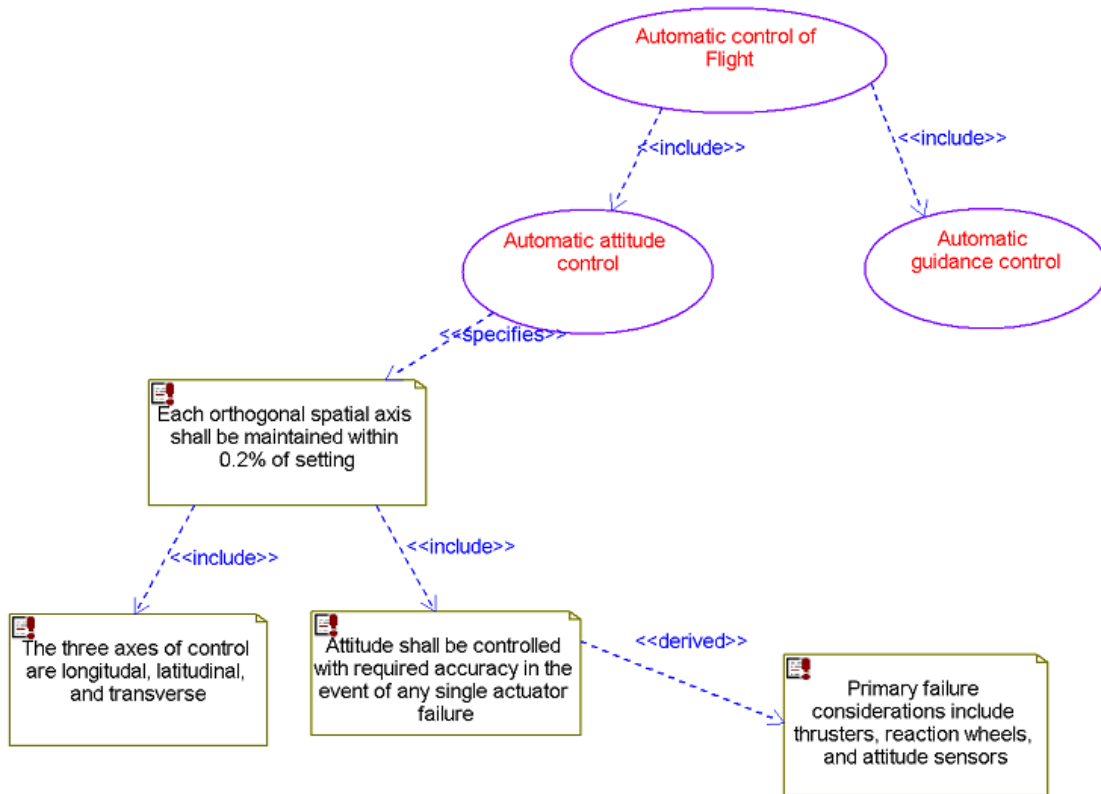 Automatic control of
Flight
<<include>>
<<include>>
Automatic attitude
control
Automatic
guidance control
<<specifies>>
Each orthogonal spatial axis
shall be maintained within
0.2% of setting
<<include>>
<<include>>
The three axes of control
are longitudal, latitudinal,
and transverse
Attitude shall be controlled
with required accuracy in the
event of any single actuator
failure
<<derived>>
Primary failure
considerations include
thrusters, reaction wheels,
and attitude sensors